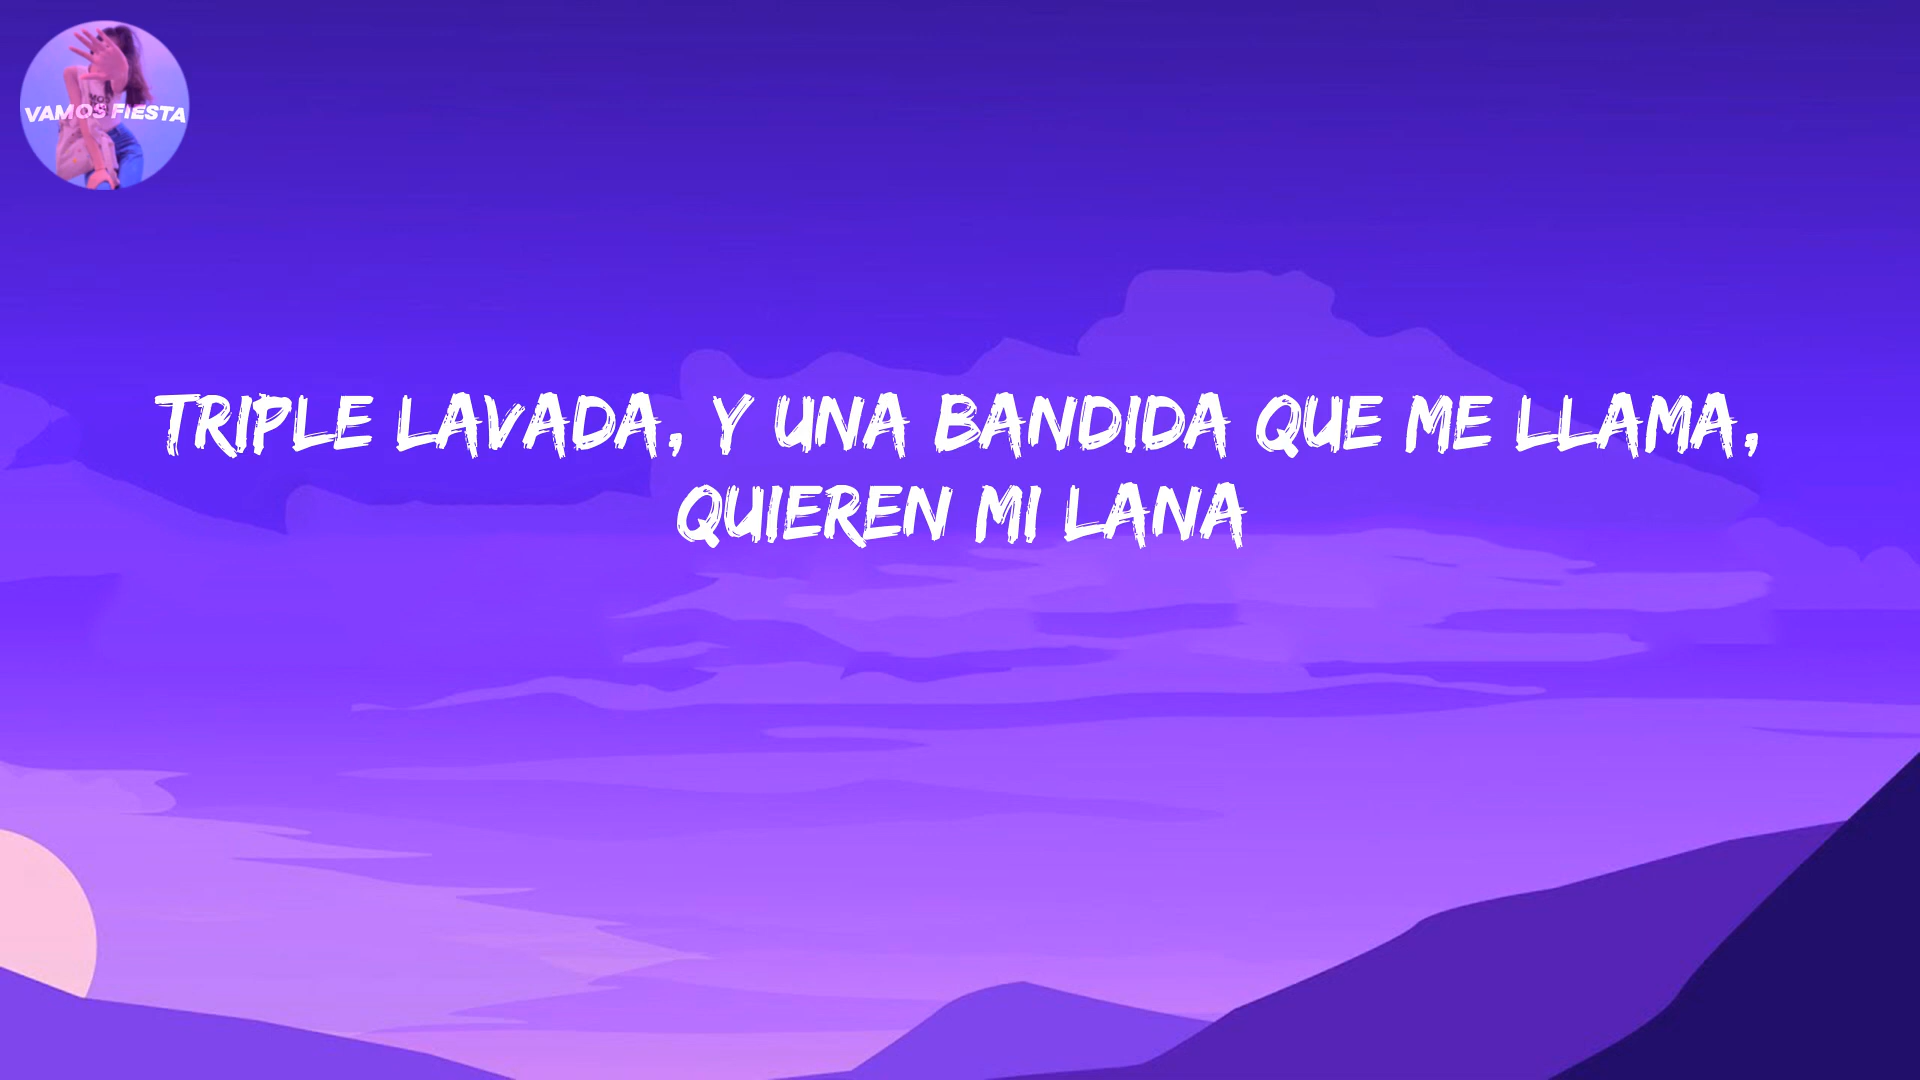 VAMOS FIESTA
TRIPLE LAVADA, Y UNA BANDIDA QUE ME LLAMA,
QUIEREN MI LANA